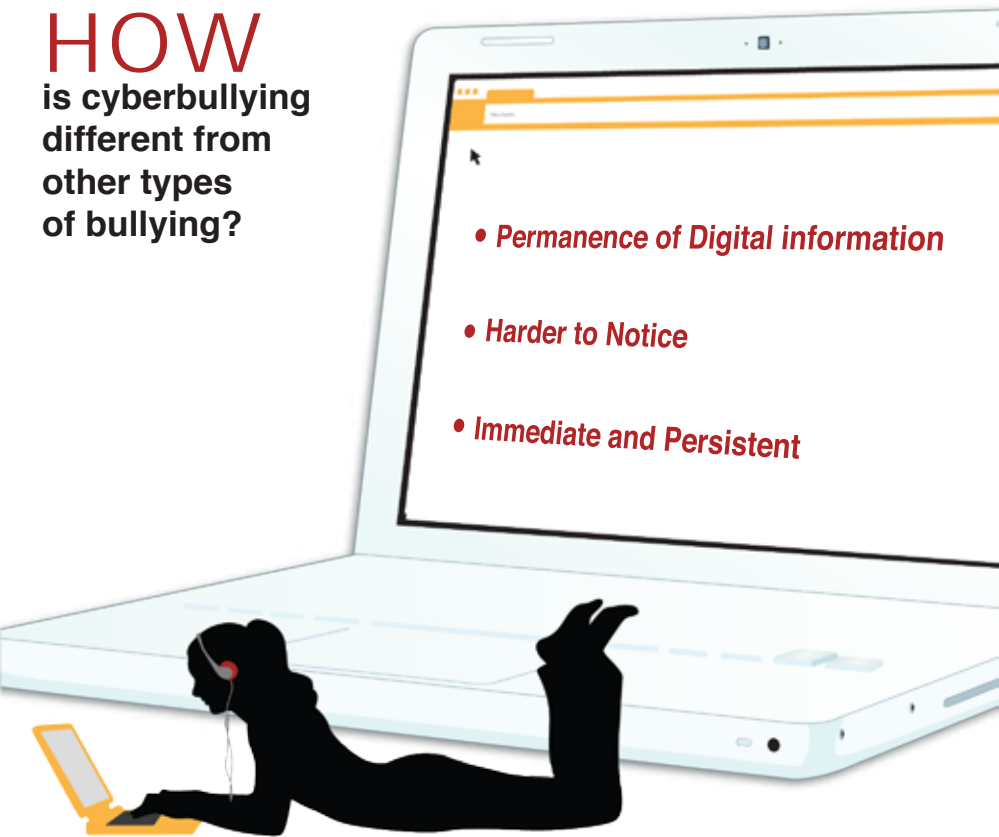 HOW
is cyberbullying
different from
other types
of bullying?
• Permanence of Digital information
• Harder to Notice
• Immediate and Persistent